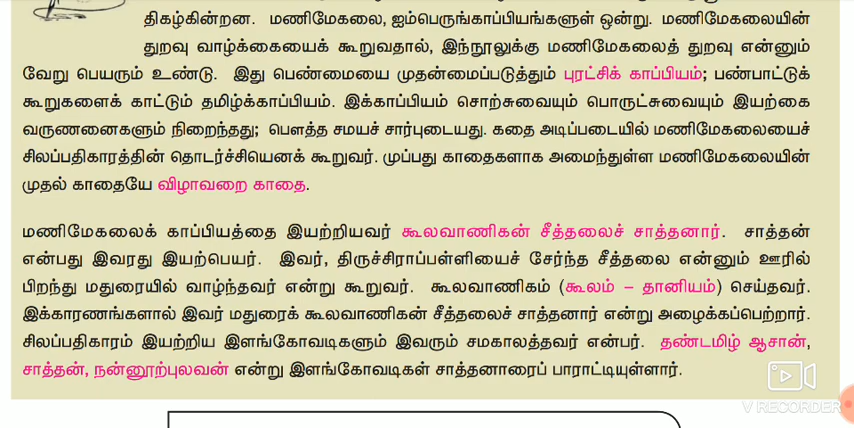 திகழ்கின்றன. மணிமேகலை, ஐம்பெருங்காப்பியங்களுள் ஒன்று. மணிமேகலையின்
துறவு வாழ்க்கையைக் கூறுவதால், இந்நூலுக்கு மணிமேகலைத் துறவு என்னும்
வேறு பெயரும் உண்டு. இது பெண்மையை முதன்மைப்படுத்தும் புரட்சிக் காப்பியம்; பண்பாட்டுக்
கூறுகளைக் காட்டும் தமிழ்க்காப்பியம். இக்காப்பியம் சொற்சுவையும் பொருட்சுவையும் இயற்கை
வருணனைகளும் நிறைந்தது; பௌத்த சமயச் சார்புடையது. கதை அடிப்படையில் மணிமேகலையைச்
சிலப்பதிகாரத்தின் தொடர்ச்சியெனக் கூறுவர். முப்பது காதைகளாக அமைந்துள்ள மணிமேகலையின்
முதல் காதையே விழாவறை காதை.
மணிமேகலைக் காப்பியத்தை இயற்றியவர் கூலவாணிகன் சீத்தலைச் சாத்தனார். சாத்தன்
என்பது இவரது இயற்பெயர். இவர், திருச்சிராப்பள்ளியைச் சேர்ந்த சீத்தலை என்னும் ஊரில்
பிறந்து மதுரையில் வாழ்ந்தவர் என்று கூறுவர். கூலவாணிகம் (கூலம் – தானியம்) செய்தவர்.
இக்காரணங்களால் இவர் மதுரைக் கூலவாணிகன் சீத்தலைச் சாத்தனார் என்று அழைக்கப்பெற்றார்.
சிலப்பதிகாரம் இயற்றிய இளங்கோவடிகளும் இவரும் சமகாலத்தவர் என்பர். தண்டமிழ் ஆசான்,
சாத்தன், நன்னூற்புலவன் என்று இளங்கோவடிகள் சாத்தனாரைப் பாராட்டியுள்ளார்.
V RECORDER